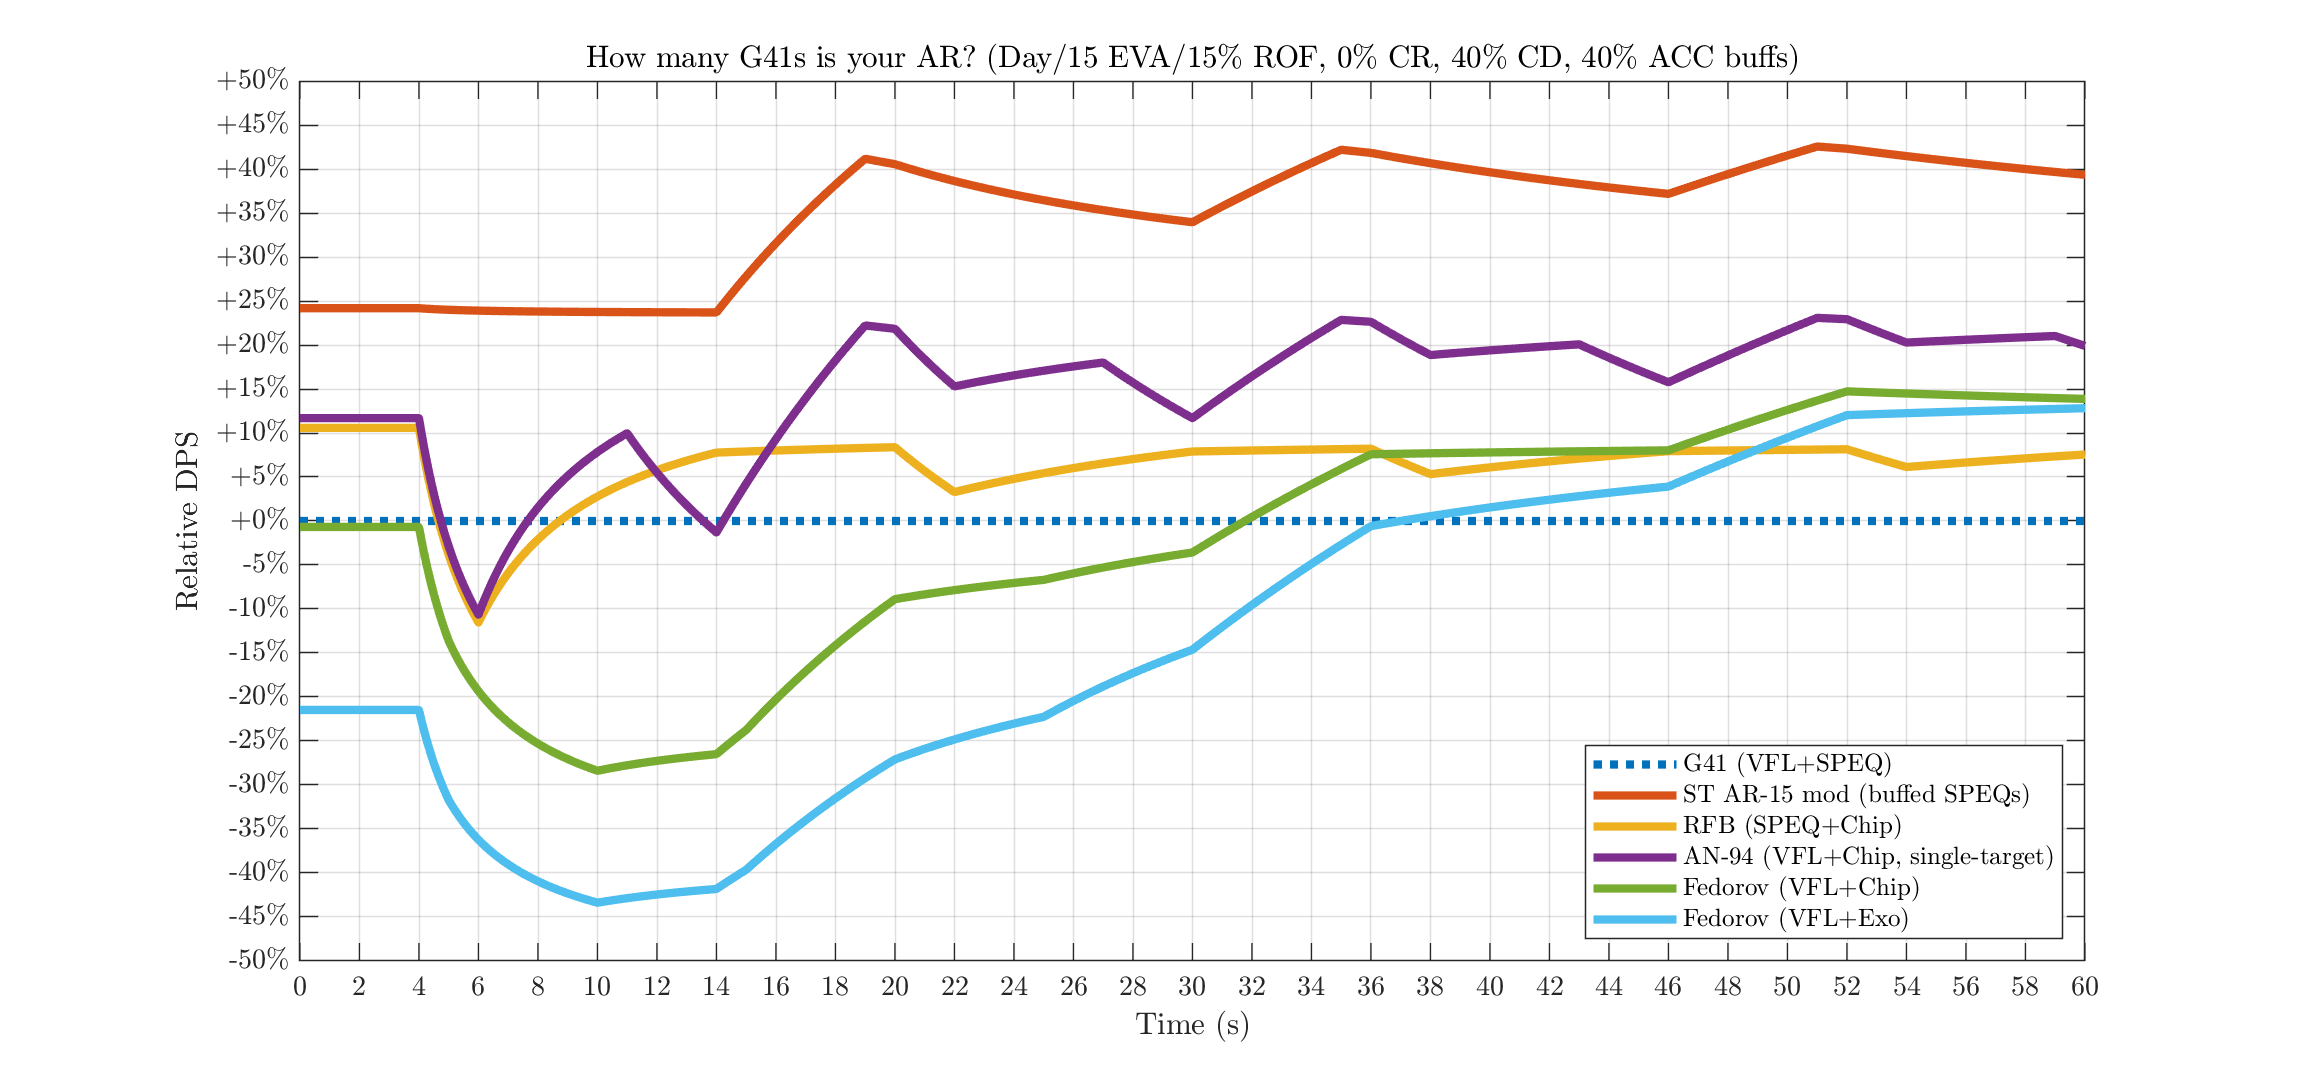 How many G41s is your AR? (Day/15 EVA/15% ROF, 0% CR, 40% CD, 40% ACC buffs)
+50%
+45%
+40%
+35%
+30%
+25%
+20%
+15%
+10%
+5%
+0%
-5%
-10%
-15%
-20%
-25%
-30%
-35%
-40%
-45%
-50%
Relative DPS
G41 (VFL+SPEQ)
ST AR-15 mod (buffed SPEQs)
RFB (SPEQ+Chip)
AN-94 (VFL+Chip, single-target)
Fedorov (VFL+Chip)
Fedorov (VFL+Exo)
0 2 4 6 8 10 12 14 16 18 20 22 24 26 28 30 32 34 36 38 40 42 44 46 48 50 52 54 56 58 60
Time (s)